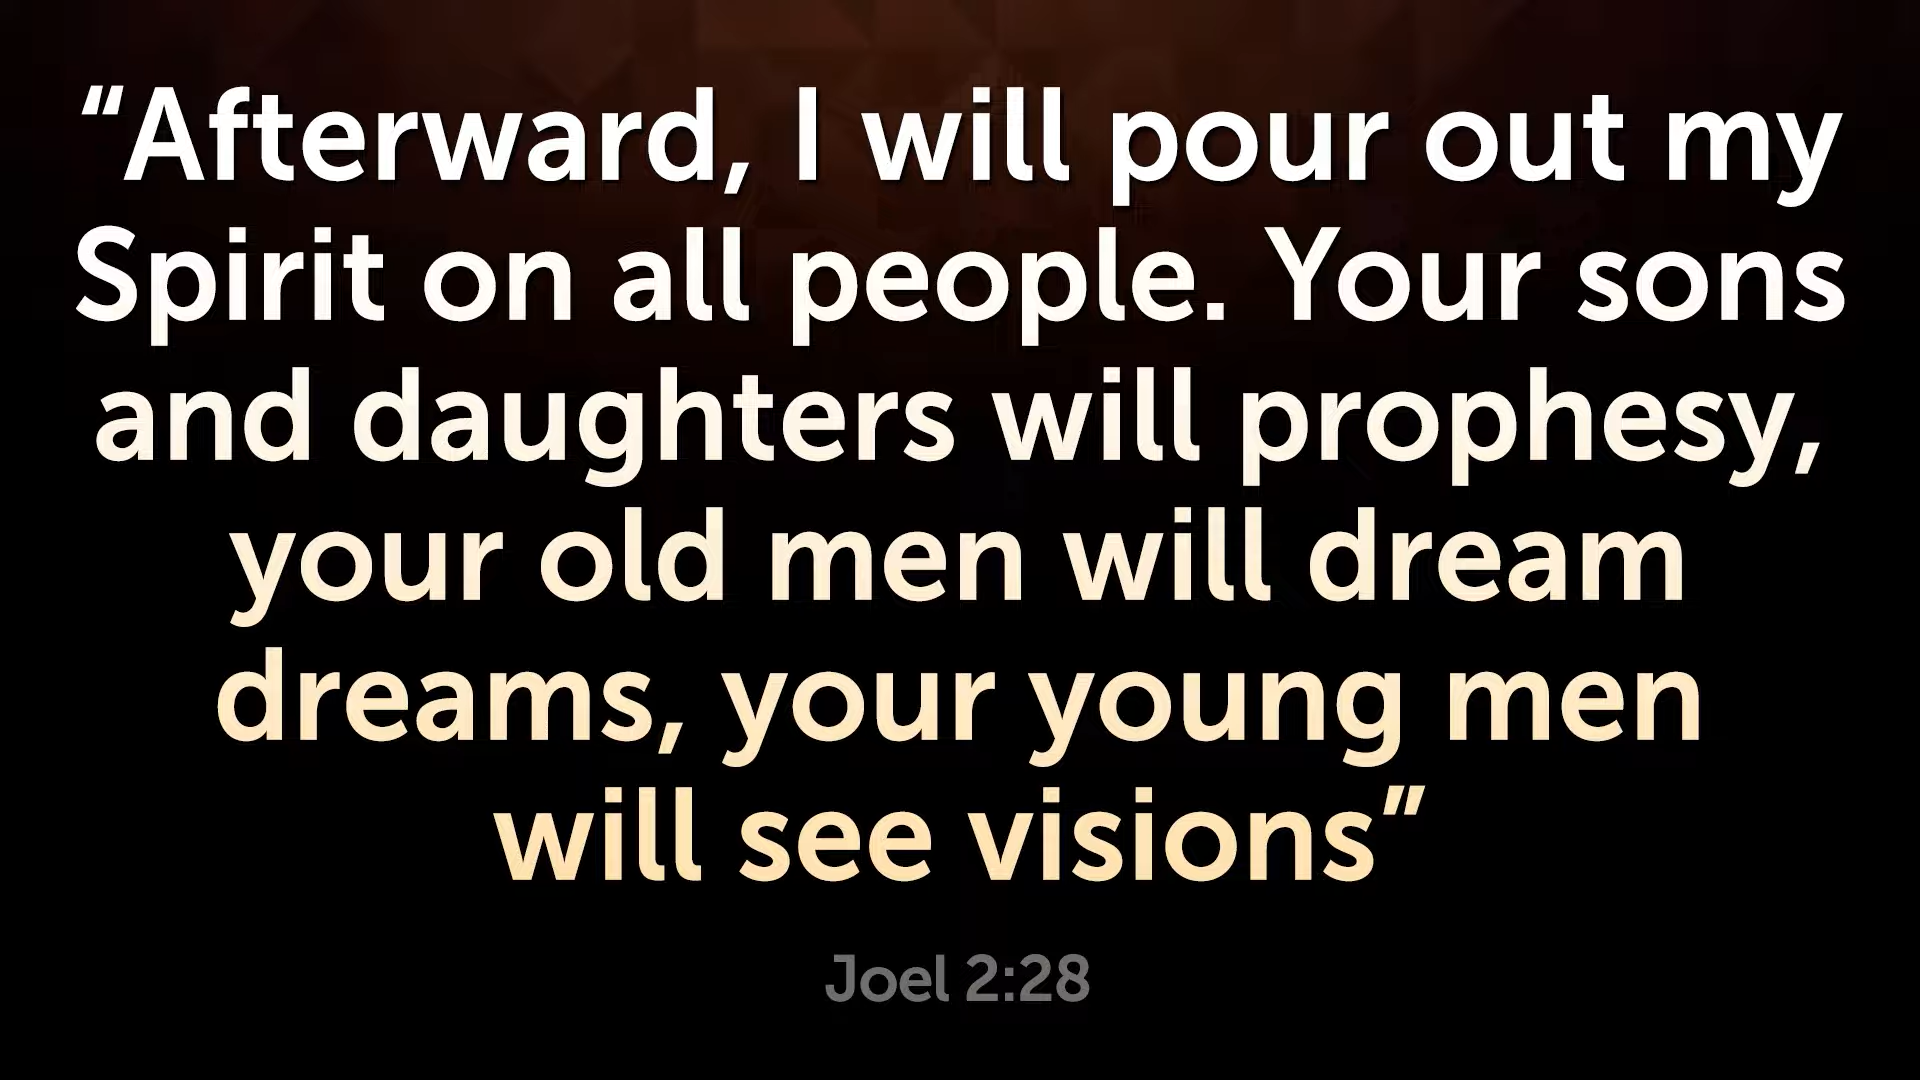 “Afterward, I will pour out my
Spirit on all people. Your sons
and daughters will prophesy,
your old men will dream
dreams, your young men
will see visions”
Joel 2:28